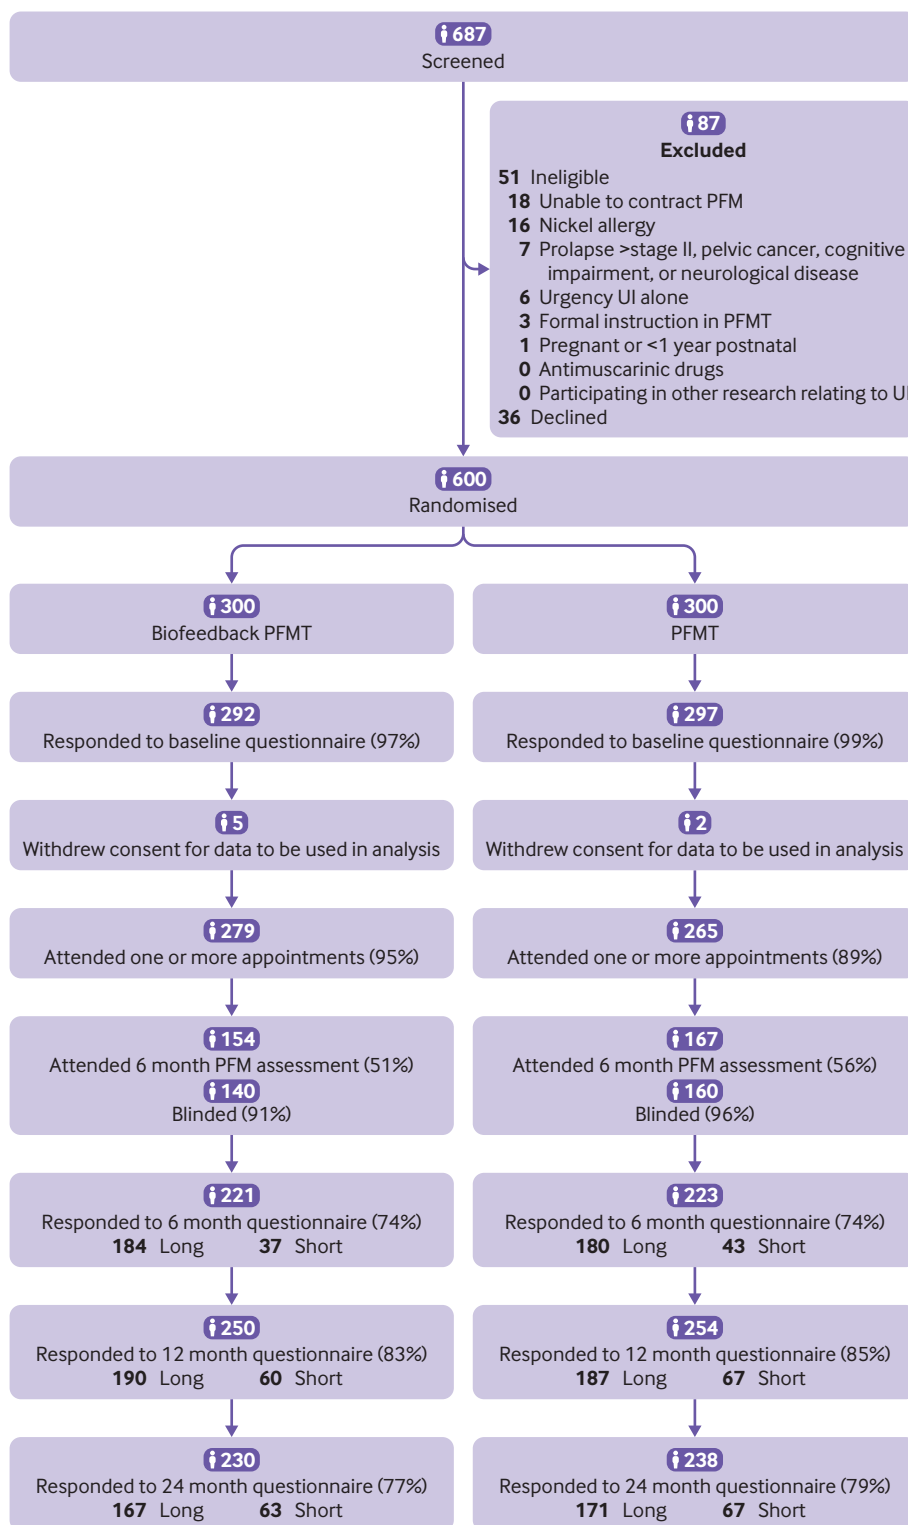 687
Screened
87
Excluded
51 Ineligible
18 Unable to contract PFM
16 Nickel allergy
7 Prolapse >stage II, pelvic cancer, cognitive
impairment, or neurological disease
6 Urgency UI alone
3 Formal instruction in PFMT
1 Pregnant or <1 year postnatal
0 Antimuscarinic drugs
0 Participating in other research relating to UI
36 Declined
600
Randomised
300
Biofeedback PFMT
292
Responded to baseline questionnaire (97%)
5
Withdrew consent for data to be used in analysis
279
Attended one or more appointments (95%)
154
Attended 6 month PFM assessment (51%)
140
Blinded (91%)
221
Responded to 6 month questionnaire (74%)
184 Long 37 Short
250
Responded to 12 month questionnaire (83%)
190 Long 60 Short
230
Responded to 24 month questionnaire (77%)
167 Long 63 Short
300
PFMT
297
Responded to baseline questionnaire (99%)
2
Withdrew consent for data to be used in analysis
265
Attended one or more appointments (89%)
167
Attended 6 month PFM assessment (56%)
160
Blinded (96%)
223
Responded to 6 month questionnaire (74%)
180 Long 43 Short
254
Responded to 12 month questionnaire (85%)
187 Long 67 Short
238
Responded to 24 month questionnaire (79%)
171 Long 67 Short